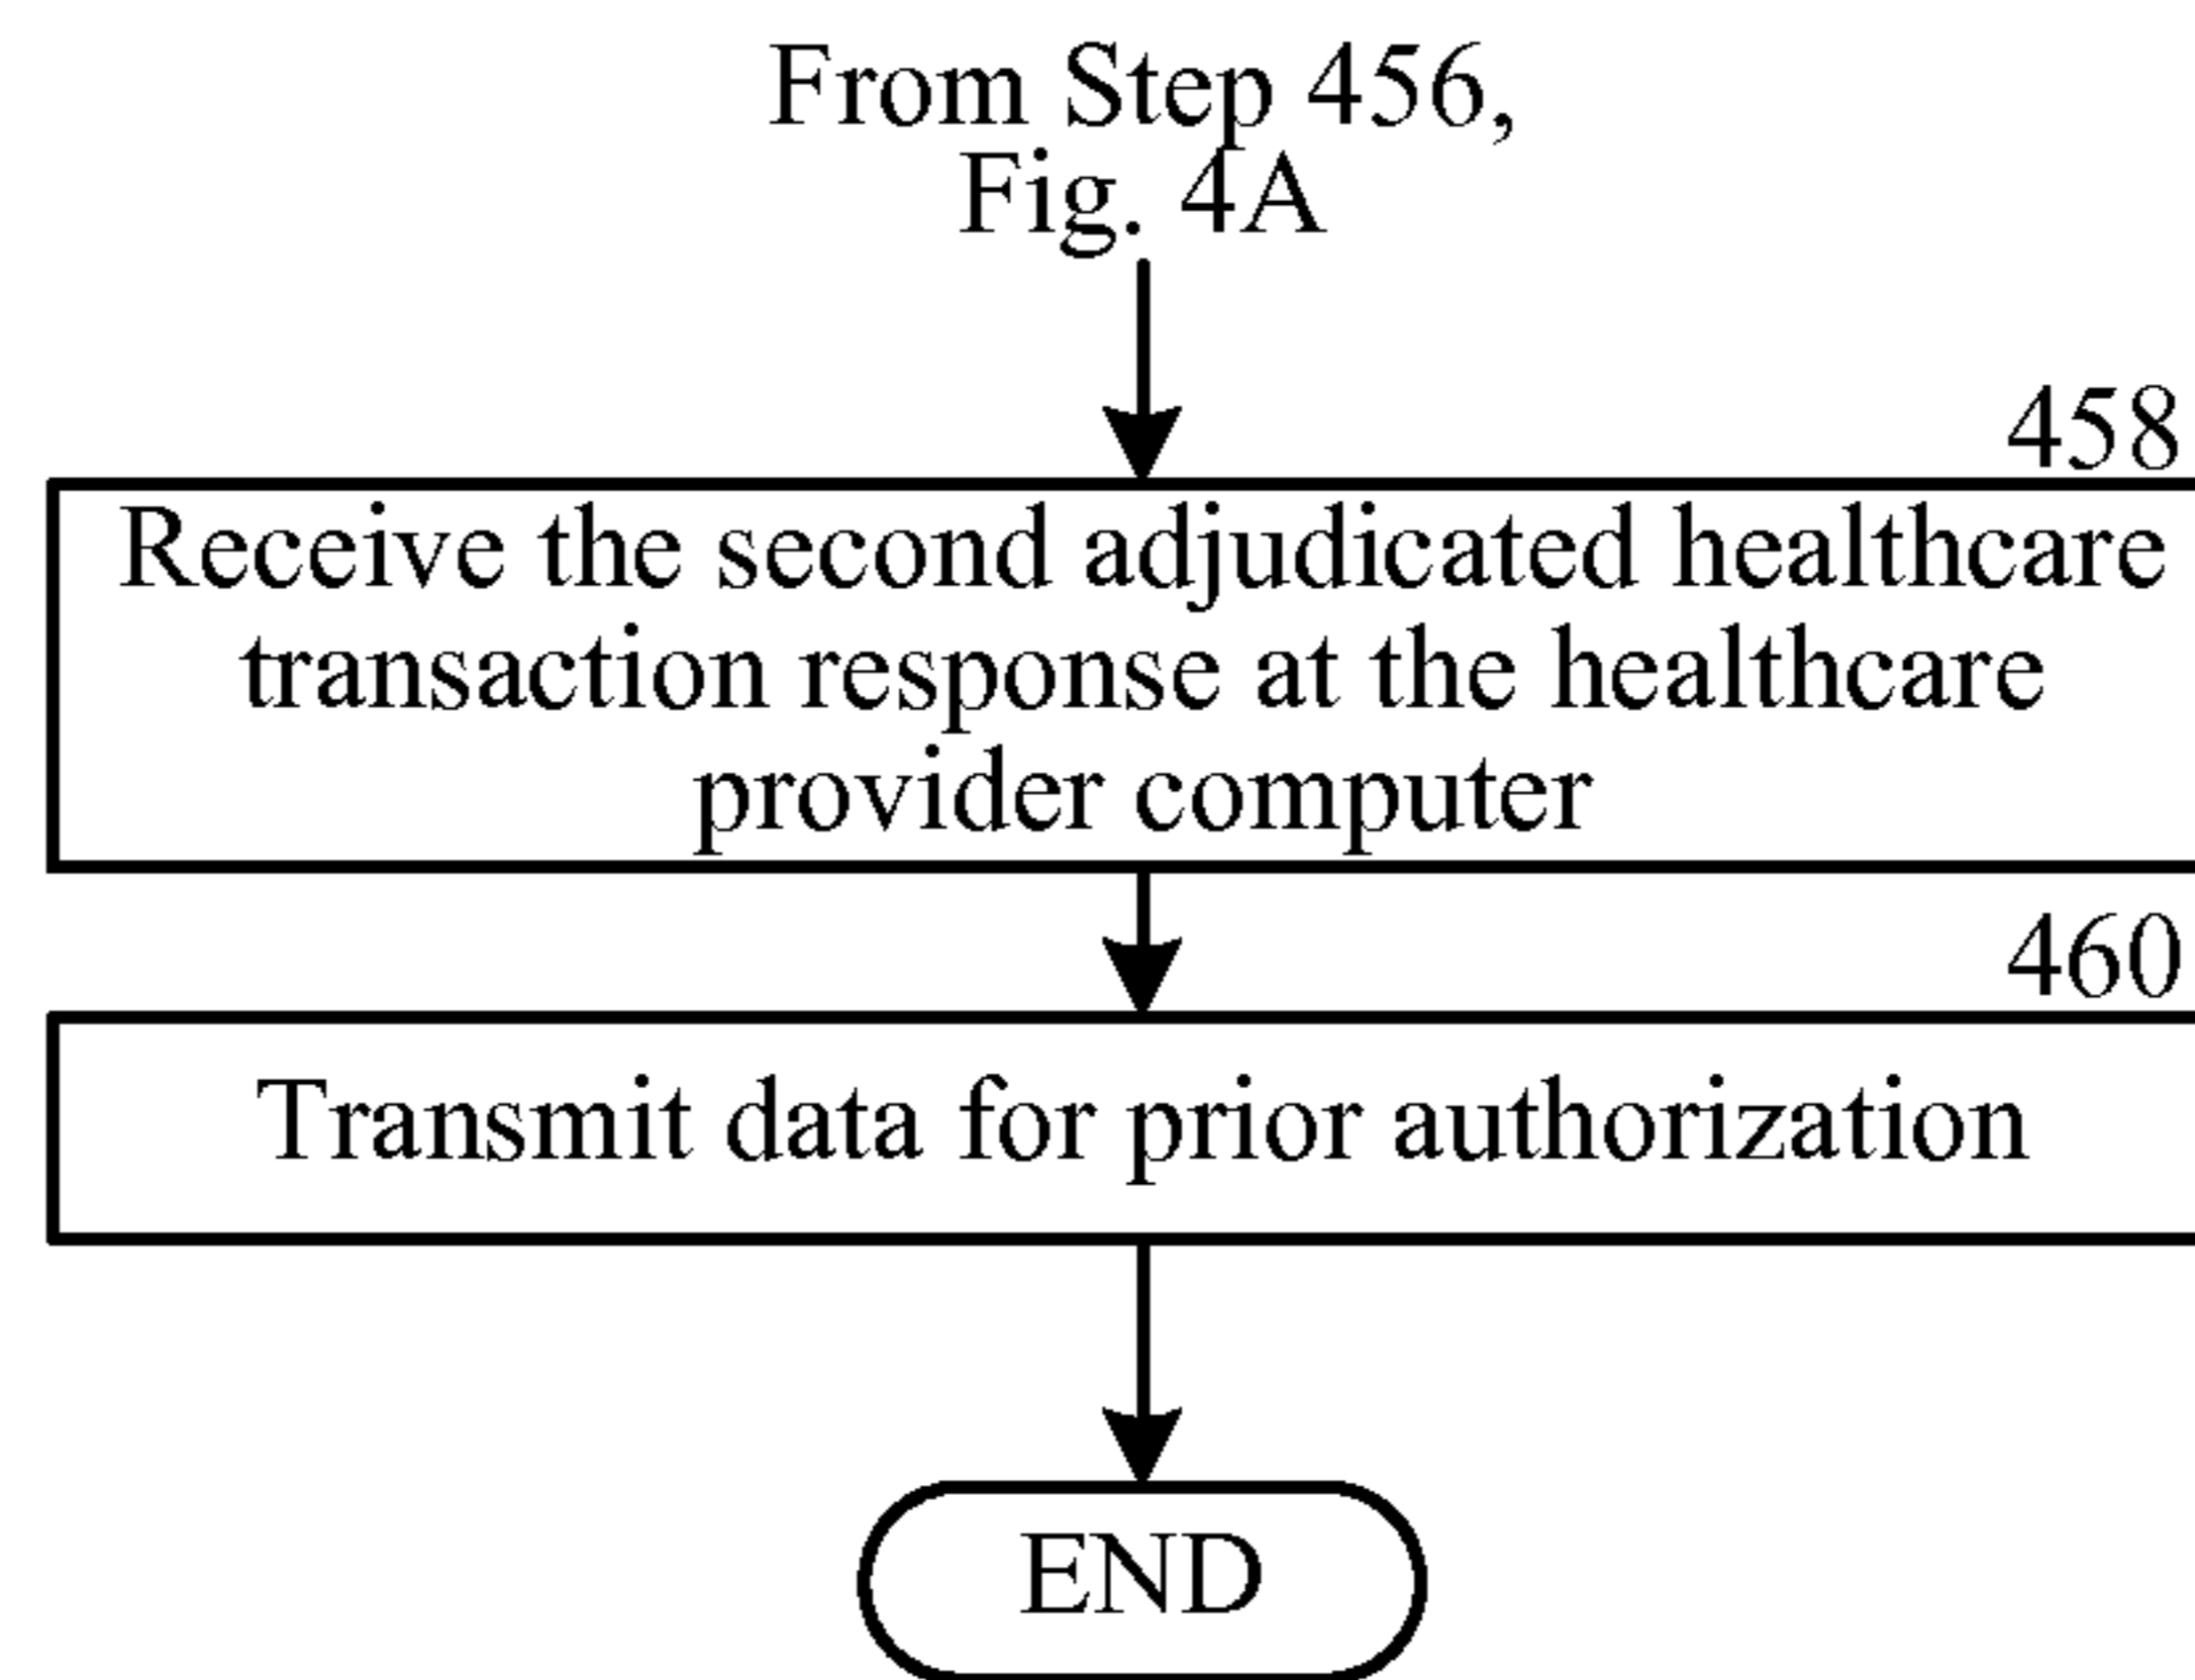 From Step 456,
Fig. 4A
458
Receive the second adjudicated healthcare
transaction response at the healthcare
provider computer
460
Transmit data for prior authorization
END